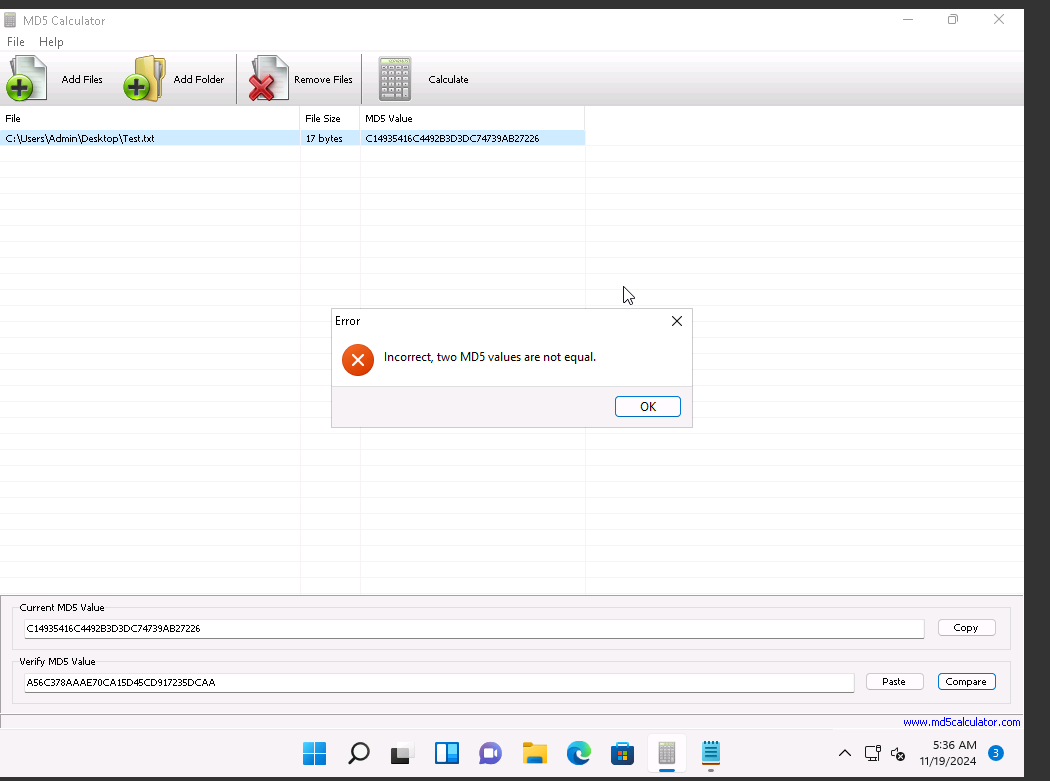 MD5 Calculator
File Help
Add Files Add Folder Remove Files Calculate
File File Size MD5 Value
C:\Users\Admin\Desktop\Test.txt 17 bytes C14935416C4492B3D3DC74739AB27226
Error
Incorrect, two MD5 values are not equal.
OK
Current MD5 Value
C14935416C4492B3D3DC74739AB27226
Copy
Verify MD5 Value
A56C378AAAE70CA15D45CD917235DCAA
Paste Compare
www.md5calculator.com
5:36 AM
11/19/2024
3